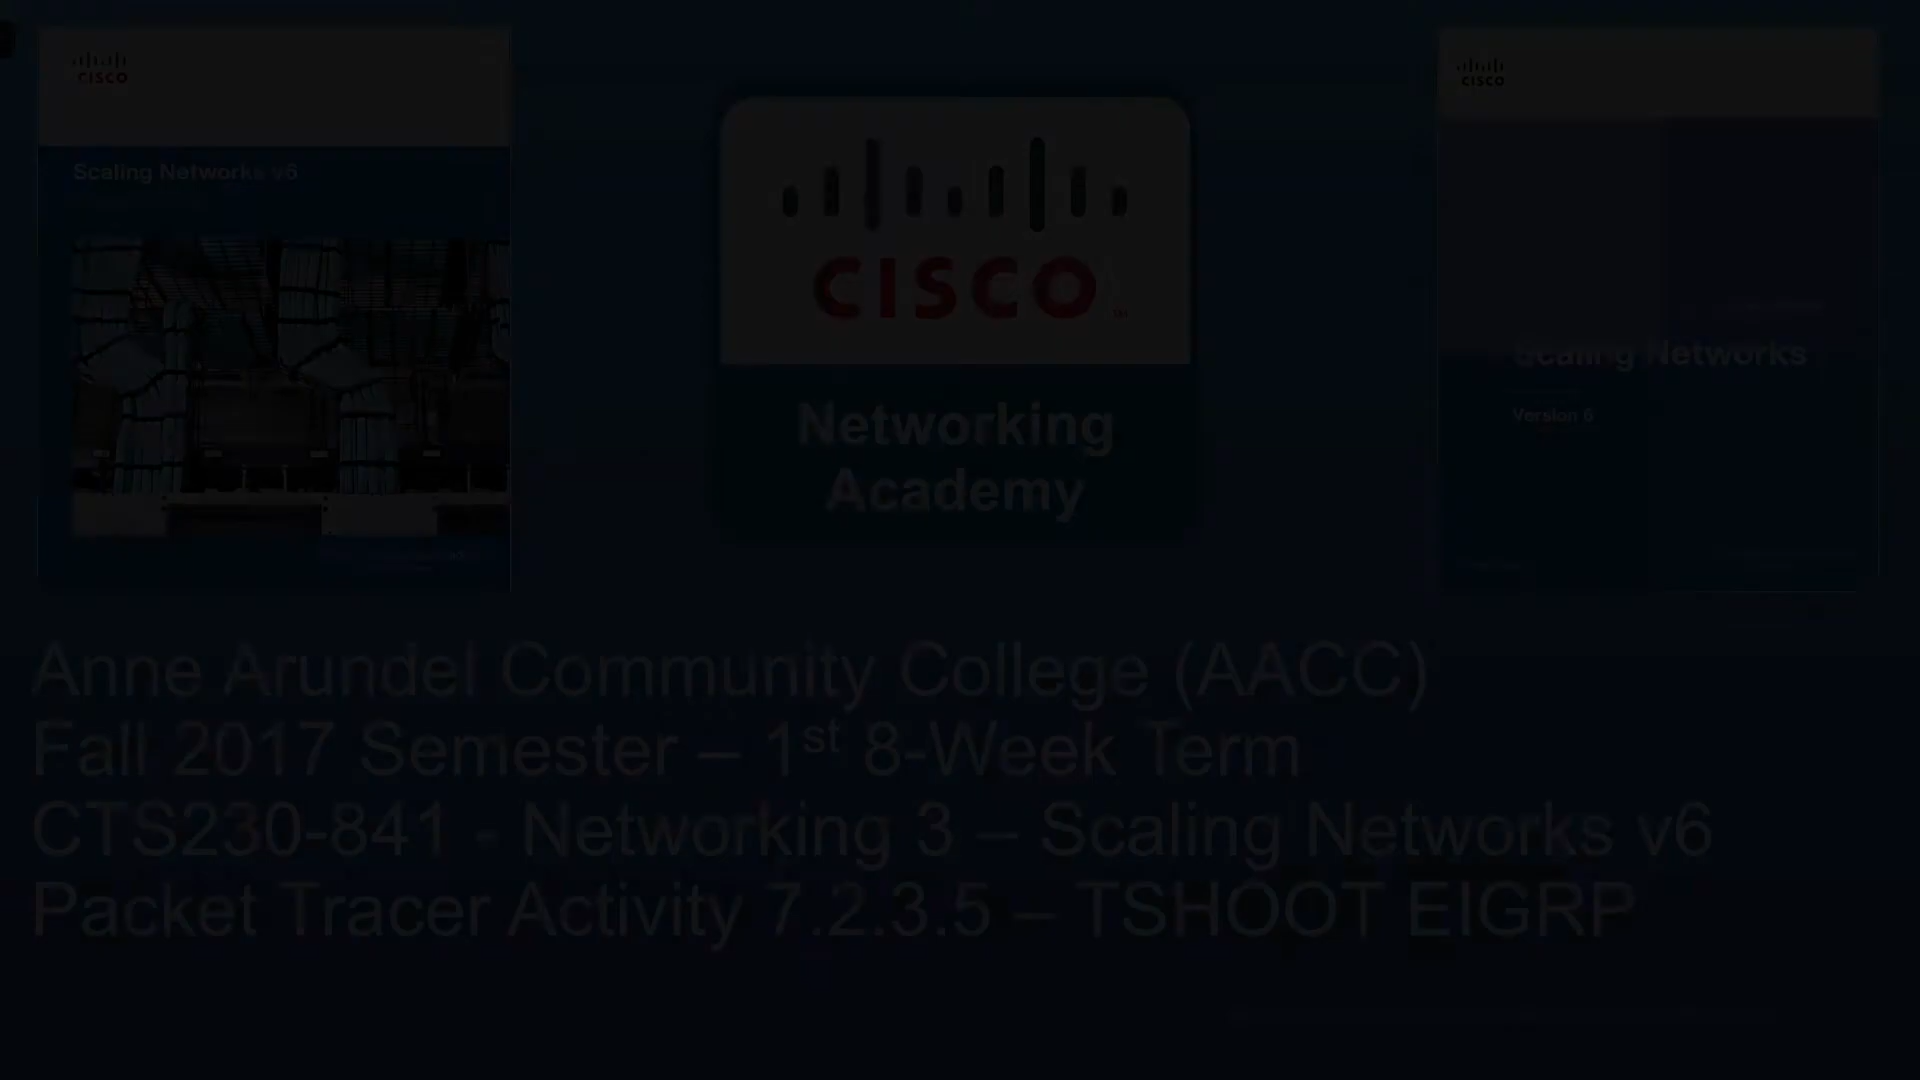 CISCO
Scaling Networks v6
CISCO™
Networking
Academy
CISCO
Scaling Networks
Version 6
Anne Arundel Community College (AACC)
Fall 2017 Semester – 1st 8-Week Term
CTS230-841 - Networking 3 – Scaling Networks v6
Packet Tracer Activity 7.2.3.5 – TSHOOT EIGRP